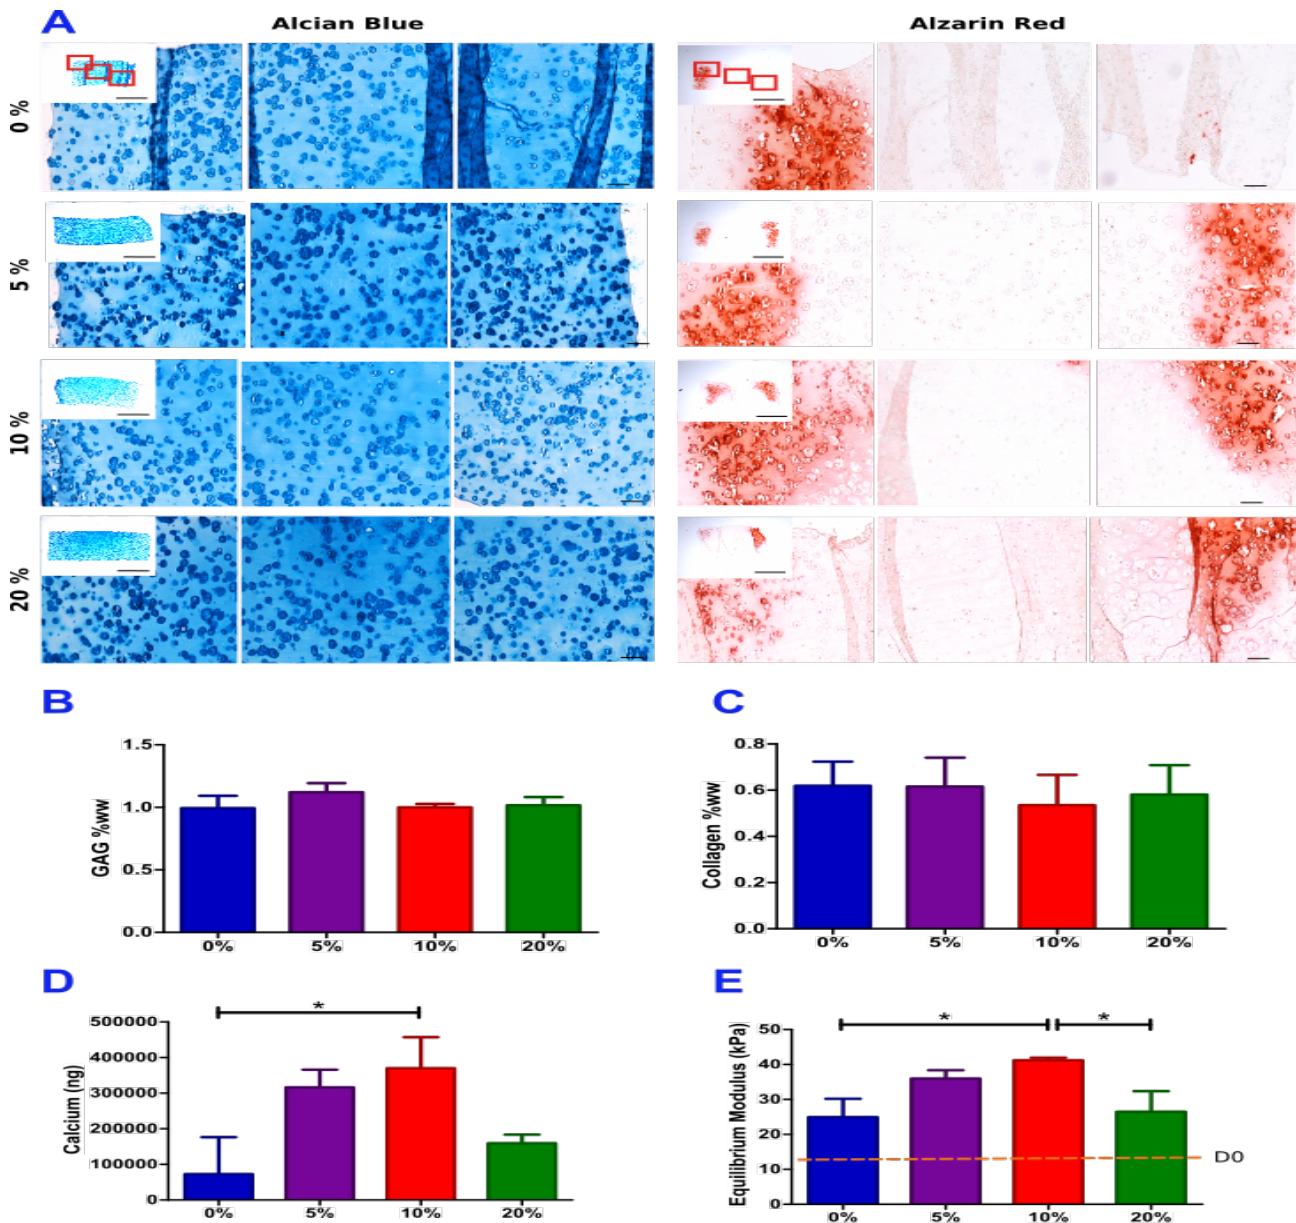 A
Alcian Blue
Alzarin Red
0 %
5 %
10 %
20 %
B
GAG %ww
1.5
1.0
0.5
0.0
0% 5% 10% 20%
C
Collagen %ww
0.8
0.6
0.4
0.2
0.0
0% 5% 10% 20%
D
*
Calcium (ng)
500000
400000
300000
200000
100000
0
0% 5% 10% 20%
E
* *
Equilibrium Modulus (kPa)
50
40
30
20
10
0
D0
0% 5% 10% 20%